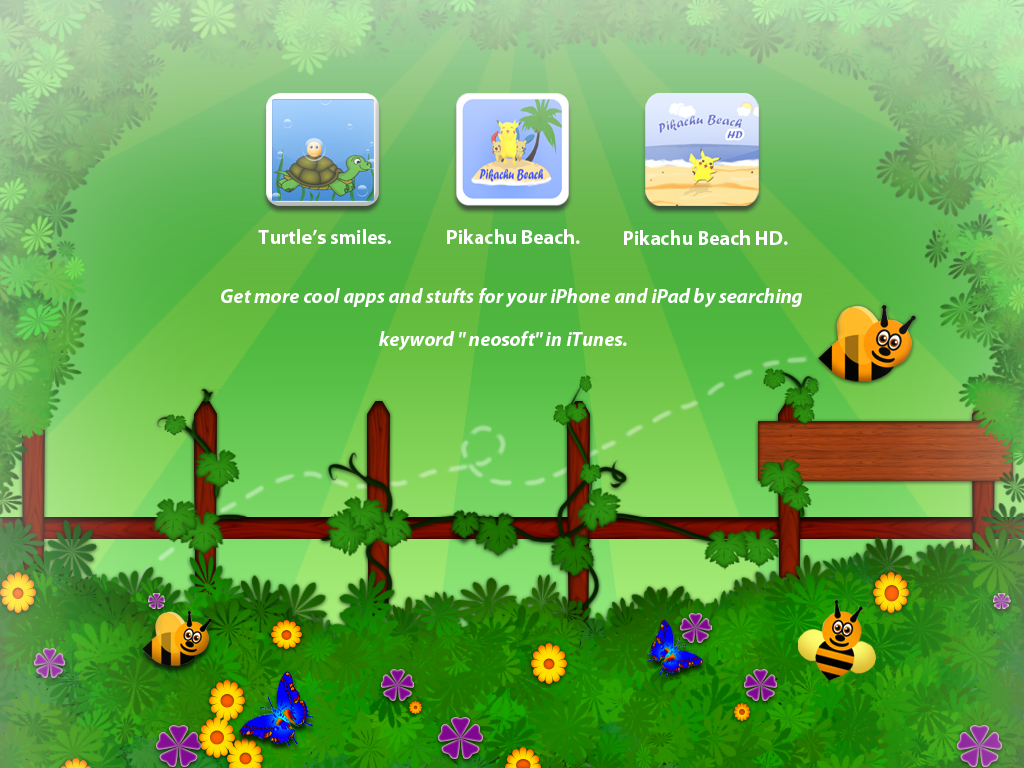 Pikachu Beach
Pikachu Beach
HD
Turtle's smiles.
Pikachu Beach.
Pikachu Beach HD.
Get more cool apps and stufts for your iPhone and iPad by searching
keyword " neosoft" in iTunes.